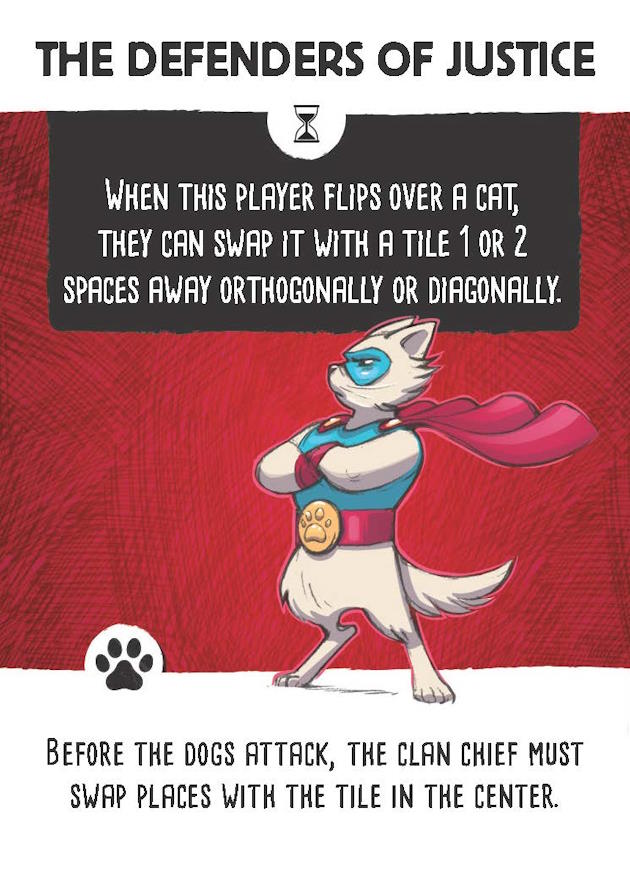 THE DEFENDERS OF JUSTICE
WHEN THIS PLAYER FLIPS OVER A CAT,
THEY CAN SWAP IT WITH A TILE 1 OR 2
SPACES AWAY ORTHOGONALLY OR DIAGONALLY.
BEFORE THE DOGS ATTACK, THE CLAN CHIEF MUST
SWAP PLACES WITH THE TILE IN THE CENTER.